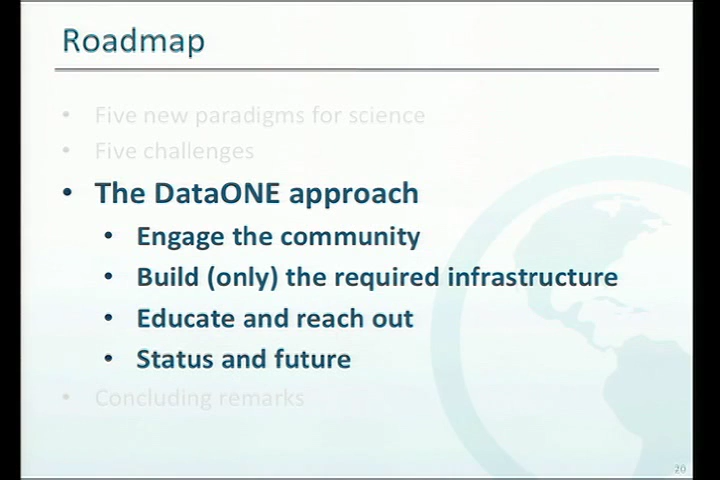 Roadmap
• Five new paradigms for science
• Five challenges
• The DataONE approach
• Engage the community
• Build (only) the required infrastructure
• Educate and reach out
• Status and future
• Concluding remarks
20